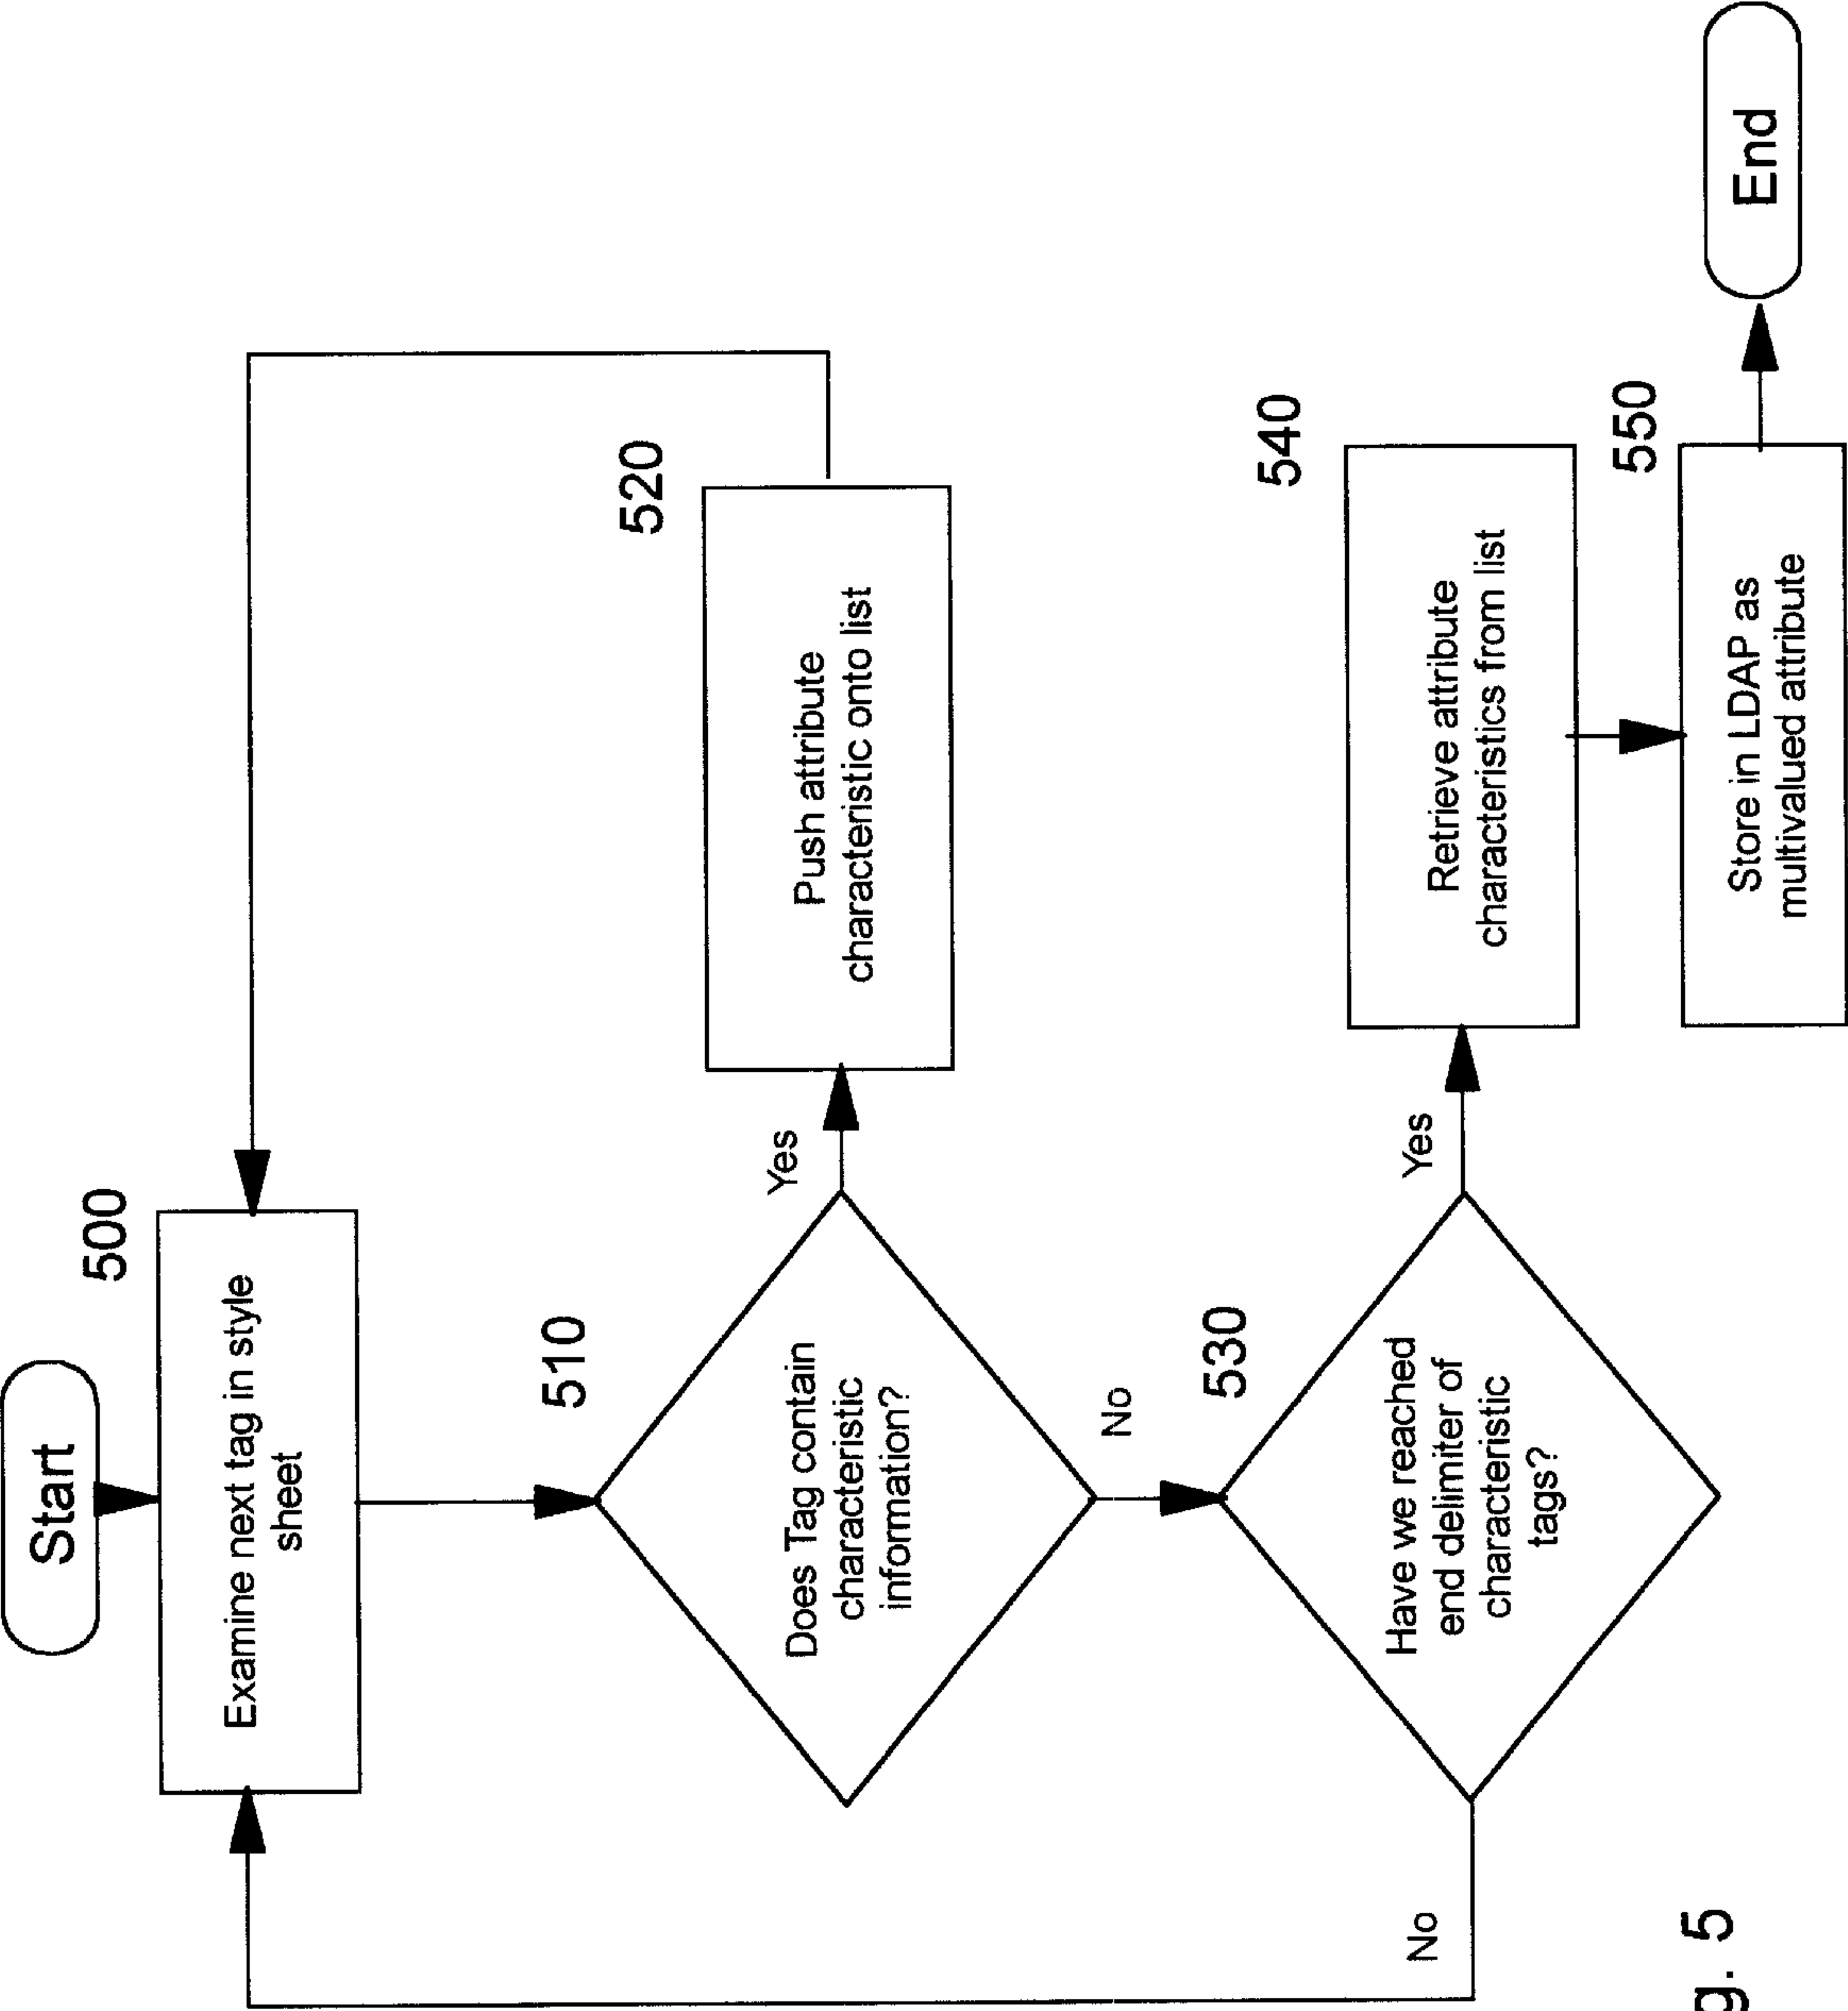 Start
500
Examine next tag in style
sheet
510
Does Tag contain
characteristic
information?
Yes
520
Push attribute
characteristic onto list
No
530
Have we reached
end delimiter of
characteristic
tags?
No
Yes
540
Retrieve attribute
characteristics from list
550
Store in LDAP as
multivalued attribute
End
g. 5